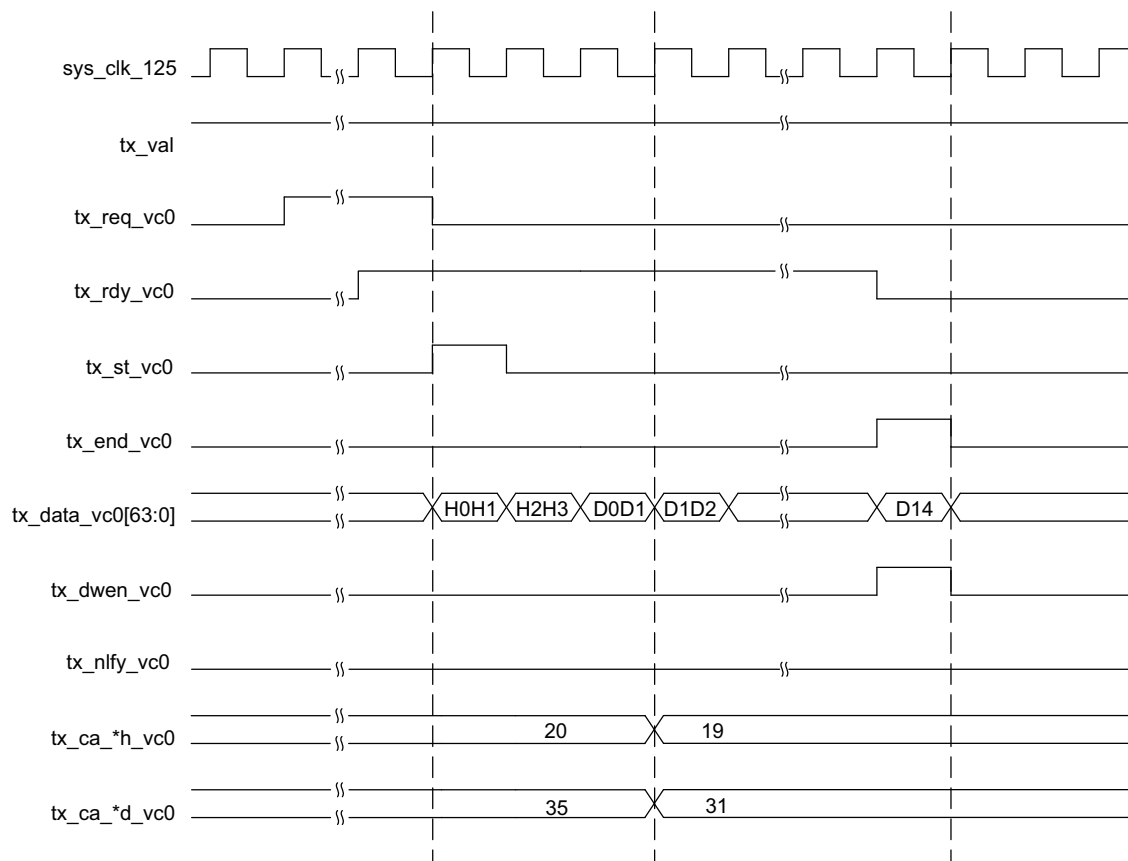 sys_clk_125
tx_val
tx_req_vc0
tx_rdy_vc0
tx_st_vc0
tx_end_vc0
tx_data_vc0[63:0] H0H1 H2H3 D0D1 D1D2 D14
tx_dwen_vc0
tx_nlfy_vc0
tx_ca_*h_vc0 20 19
tx_ca_*d_vc0 35 31